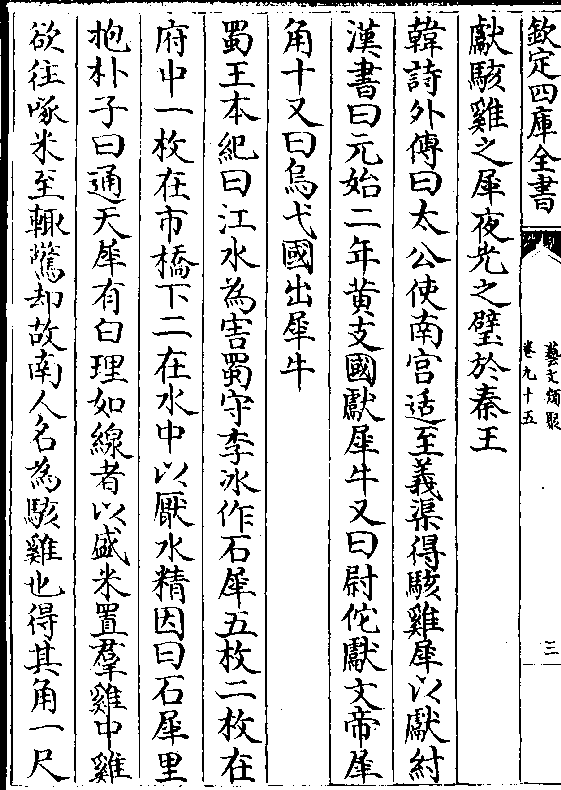 欽定四庫全書
藝文類聚
卷九十五
三
獻駭雞之犀夜光之璧於秦王
韓詩外傳曰太公使南宫适至義渠得駭雞犀以獻紂
漢書曰元始二年黄支國獻犀牛又曰尉佗獻文帝犀
角十又曰烏弋國出犀牛
蜀王本紀曰江水為害蜀守李冰作石犀五枚二枚在
府中一枚在市橋下二在水中以厭水精因曰石犀里
抱朴子曰通天犀有白理如線者以盛米置羣雞中雞
欲往啄米至輒驚却故南人名為駭雞也得其角一尺